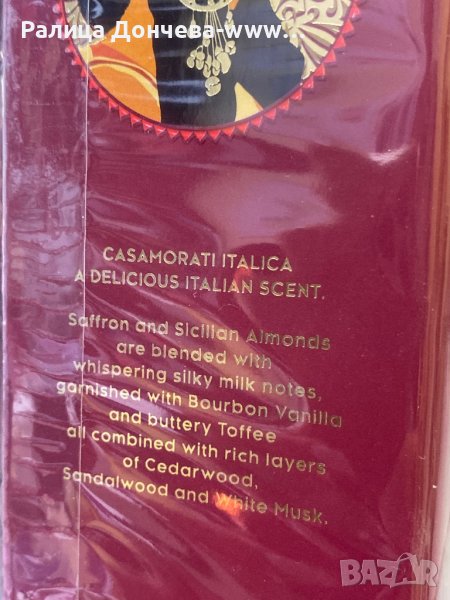 Ралица Дончева-www...
CASAMORATI ITALICA
A DELICIOUS ITALIAN SCENT.
Saffron and Sicilian Almonds
are blended with
whispering silky milk notes,
garnished with Bourbon Vanilla
and buttery Toffee
all combined with rich layers
of Cedarwood,
Sandalwood and White Musk.
BAZAR